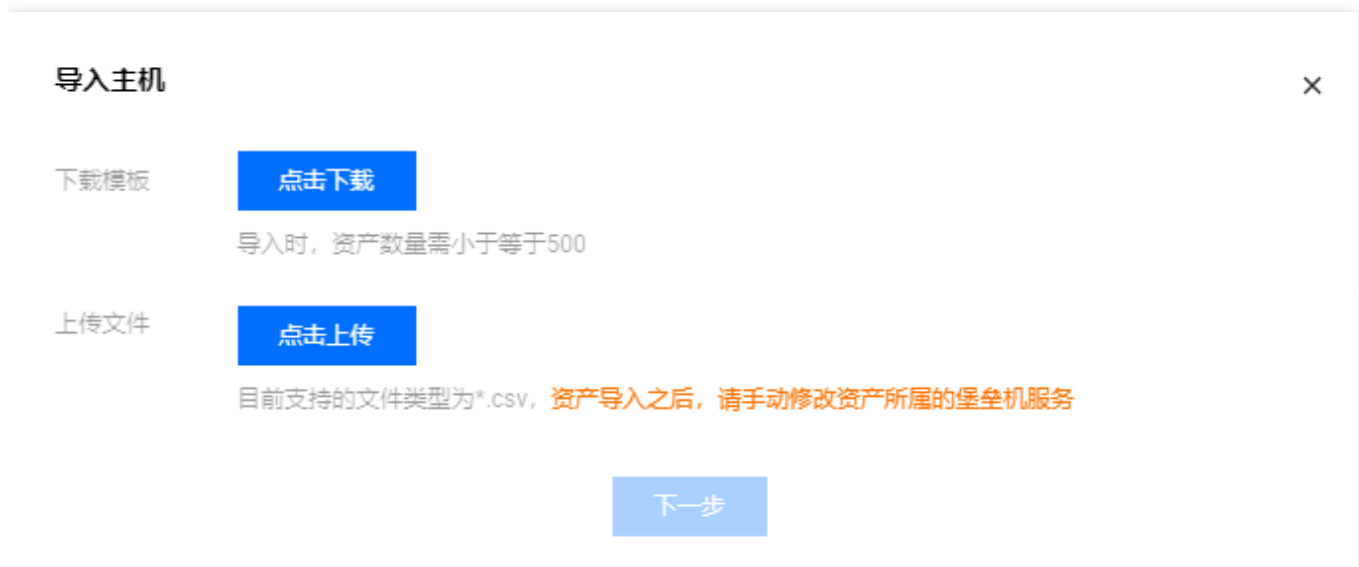 导入主机
下载模板
点击下载
导入时，资产数量需小于等于500
上传文件
点击上传
目前支持的文件类型为*.csv，资产导入之后，请手动修改资产所属的堡垒机服务
下一步